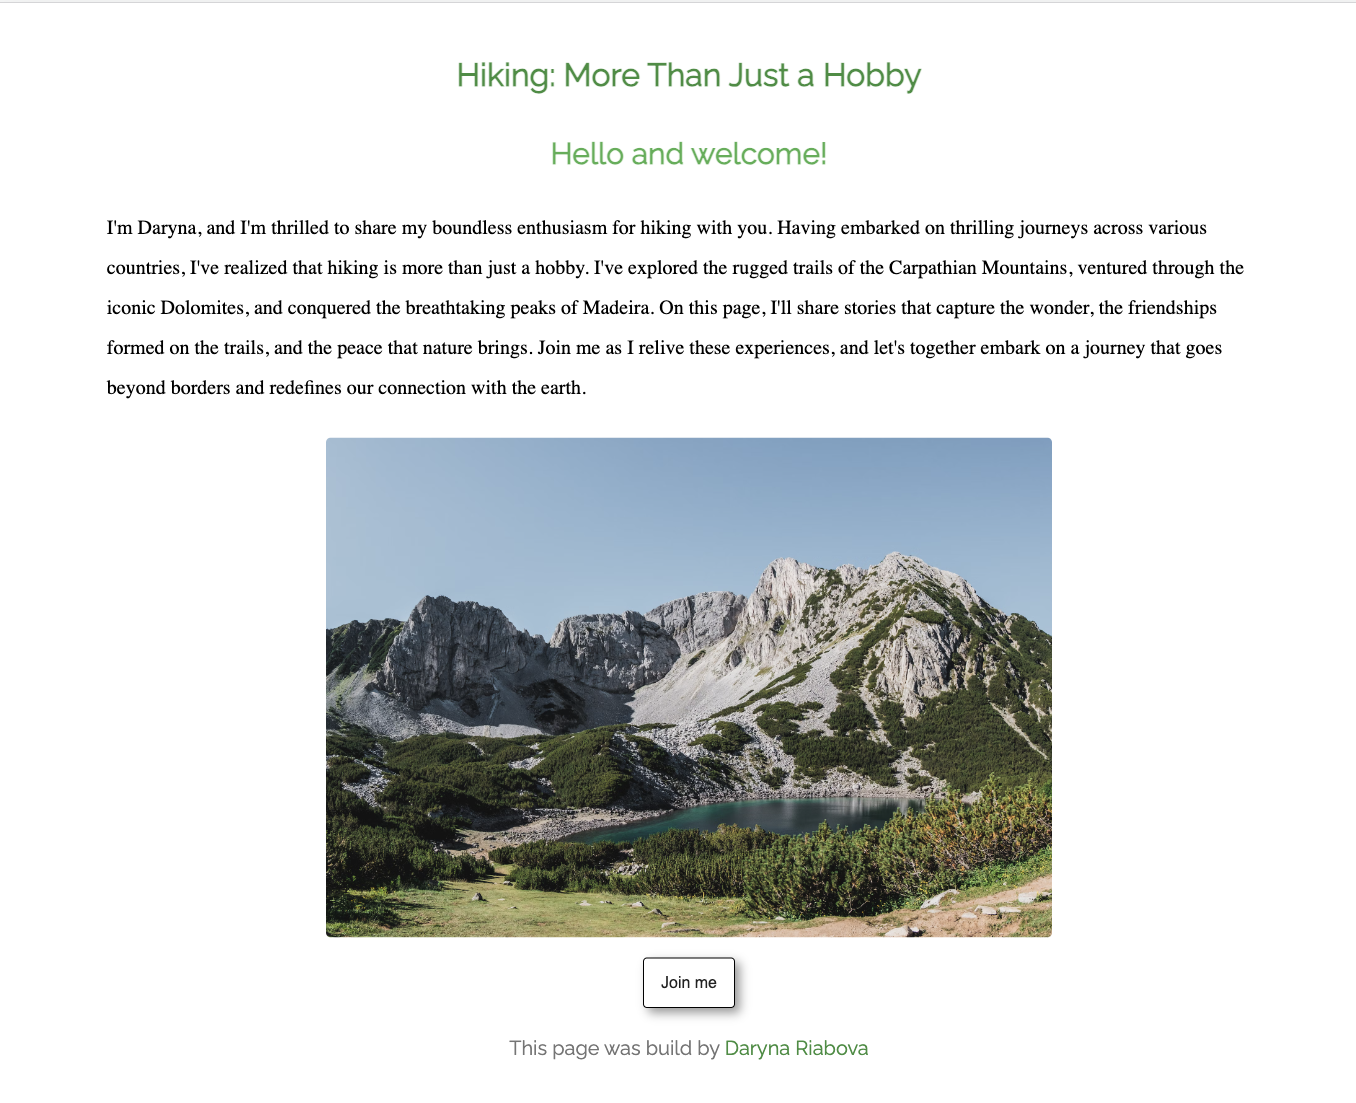 Hiking: More Than Just a Hobby
Hello and welcome!
I'm Daryna, and I'm thrilled to share my boundless enthusiasm for hiking with you. Having embarked on thrilling journeys across various
countries, I've realized that hiking is more than just a hobby. I've explored the rugged trails of the Carpathian Mountains, ventured through the
iconic Dolomites, and conquered the breathtaking peaks of Madeira. On this page, I'll share stories that capture the wonder, the friendships
formed on the trails, and the peace that nature brings. Join me as I relive these experiences, and let's together embark on a journey that goes
beyond borders and redefines our connection with the earth.
Join me
This page was build by Daryna Riabova